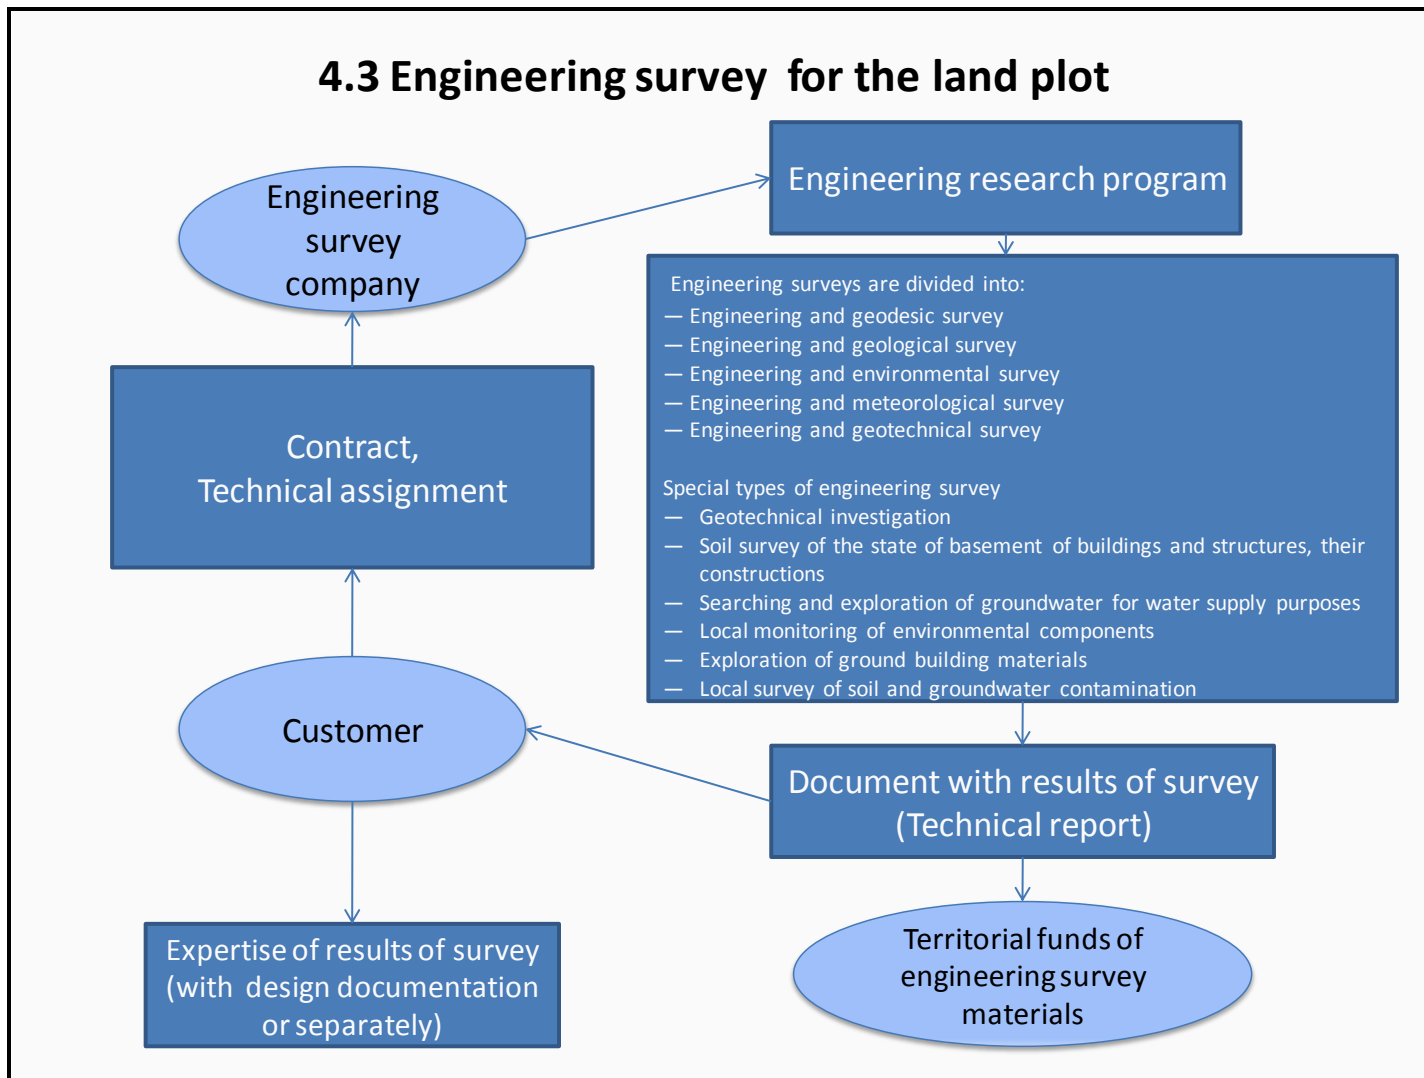 4.3 Engineering survey for the land plot
Engineering
survey
company
Engineering research program
Engineering surveys are divided into:
— Engineering and geodesic survey
— Engineering and geological survey
— Engineering and environmental survey
— Engineering and meteorological survey
— Engineering and geotechnical survey
Special types of engineering survey
— Geotechnical investigation
— Soil survey of the state of basement of buildings and structures, their
constructions
— Searching and exploration of groundwater for water supply purposes
— Local monitoring of environmental components
— Exploration of ground building materials
— Local survey of soil and groundwater contamination
Contract,
Technical assignment
Customer
Document with results of survey
(Technical report)
Expertise of results of survey
(with design documentation
or separately)
Territorial funds of
engineering survey
materials